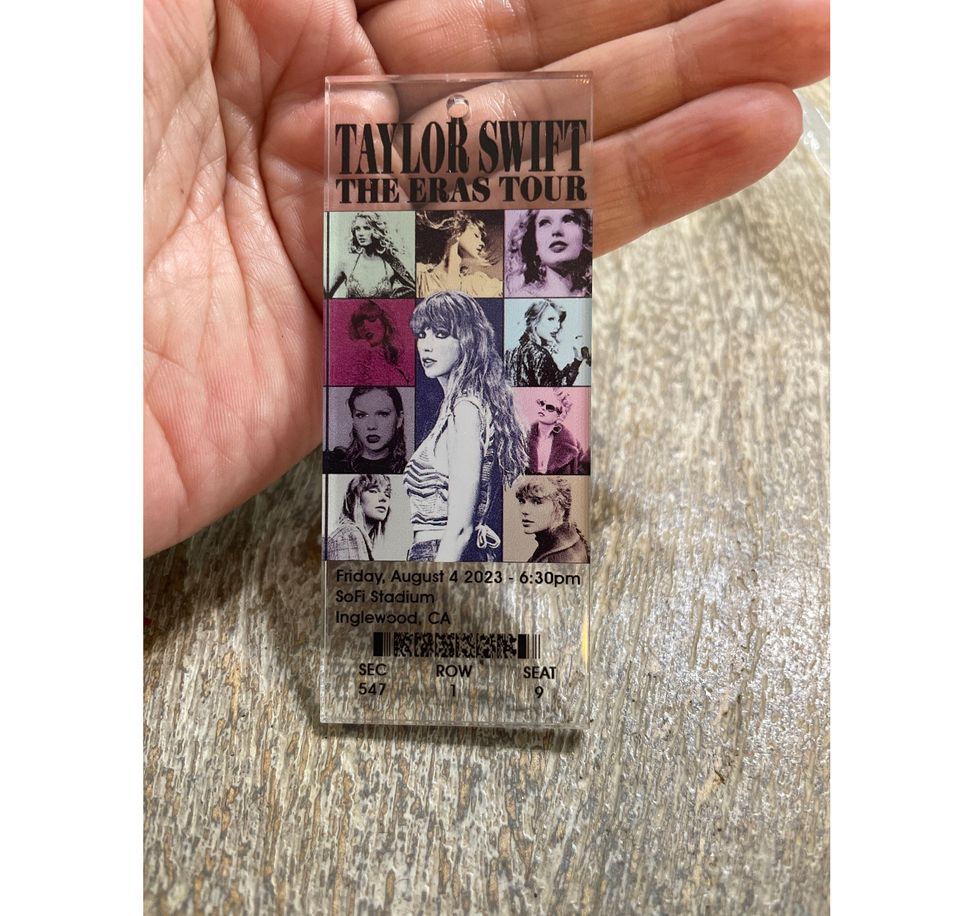 TAYLOR SWIFT
THE ERAS TOUR
Friday, August 4 2023 - 6:30pm
SoFi Stadium
Inglewood, CA
SEC ROW SEAT
547 1 9